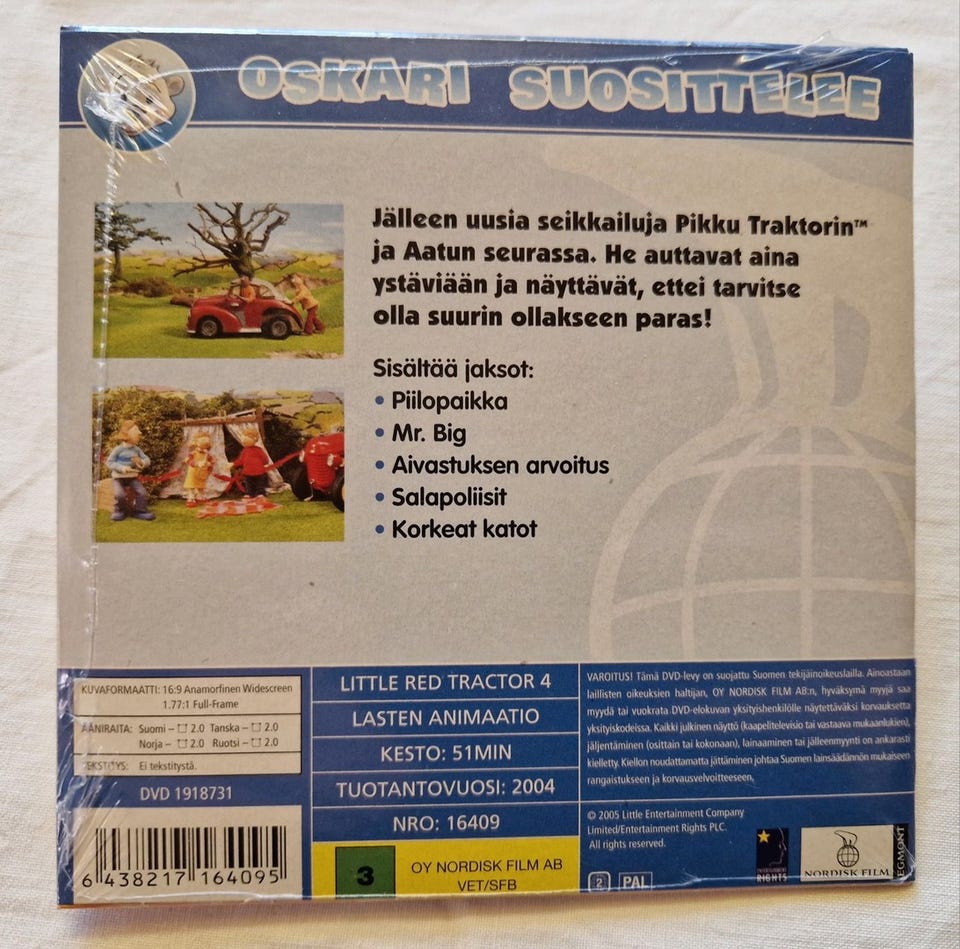 OSKARI SUOSITTELEE
Jälleen uusia seikkailuja Pikku Traktorin™
ja Aatun seurassa. He auttavat aina
ystäviään ja näyttävät, ettei tarvitse
olla suurin ollakseen paras!
Sisältää jaksot:
• Piilopaikka
• Mr. Big
• Aivastuksen arvoitus
• Salapoliisit
• Korkeat katot
KUVAFORMAATTI: 16:9 Anamorfinen Widescreen
1.77:1 Full-Frame
ÄÄNIRAITA: Suomi – 2.0 Tanska – 2.0
Norja – 2.0 Ruotsi – 2.0
TEKSTITYS: Ei tekstitystä.
DVD 1918731
6 438217 164095
LITTLE RED TRACTOR 4
LASTEN ANIMAATIO
KESTO: 51MIN
TUOTANTOVUOSI: 2004
NRO: 16409
3
OY NORDISK FILM AB
VET/SFB
VAROITUS! Tämä DVD-levy on suojattu Suomen tekijäinoikeuslailla. Ainoastaan
laillisten oikeuksien haltijan, OY NORDISK FILM AB:n, hyväksymä myyjä saa
myydä tai vuokrata DVD-elokuvan yksityishenkilölle näytettäväksi korvauksetta
yksityiskodeissa. Kaikki julkinen näyttö (kaapelitelevisio tai vastaava mukaanlukien),
jäljentäminen (osittain tai kokonaan), lainaaminen tai jälleenmyynti on ankarasti
kielletty. Kiellon noudattamatta jättäminen johtaa Suomen lainsäädännön mukaiseen
rangaistukseen ja korvausvelvoitteeseen.
© 2005 Little Entertainment Company
Limited/Entertainment Rights PLC.
All rights reserved.
2 PAL
ENTERTAINMENT
RIGHTS
NORDISK FILM
EGMONT